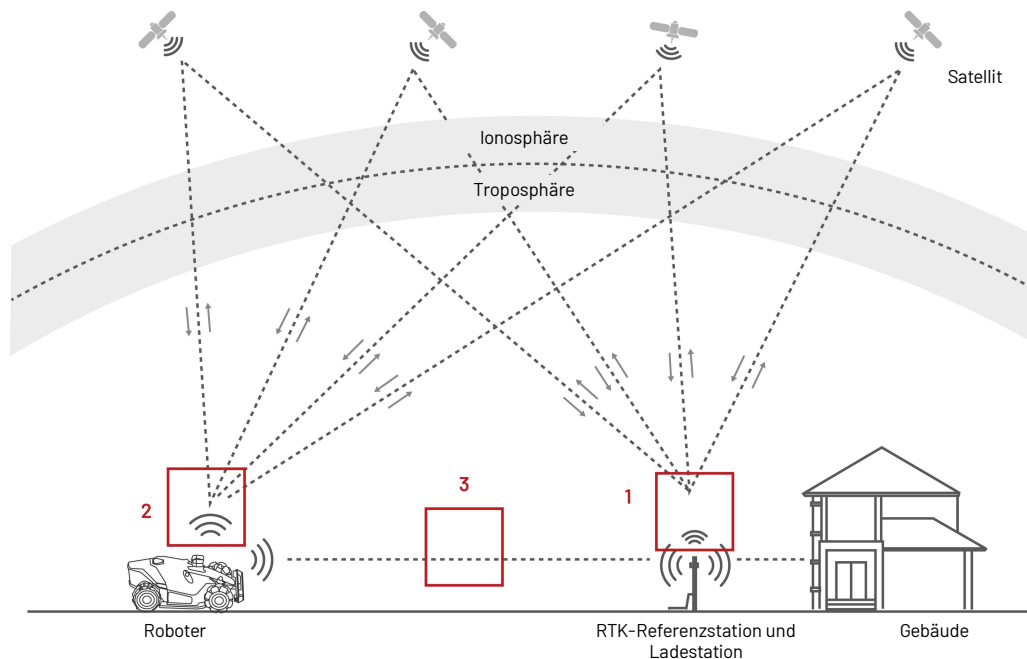 Satellit
Ionosphäre
Troposphäre
3
2
1
Roboter
RTK-Referenzstation und
Ladestation
Gebäude